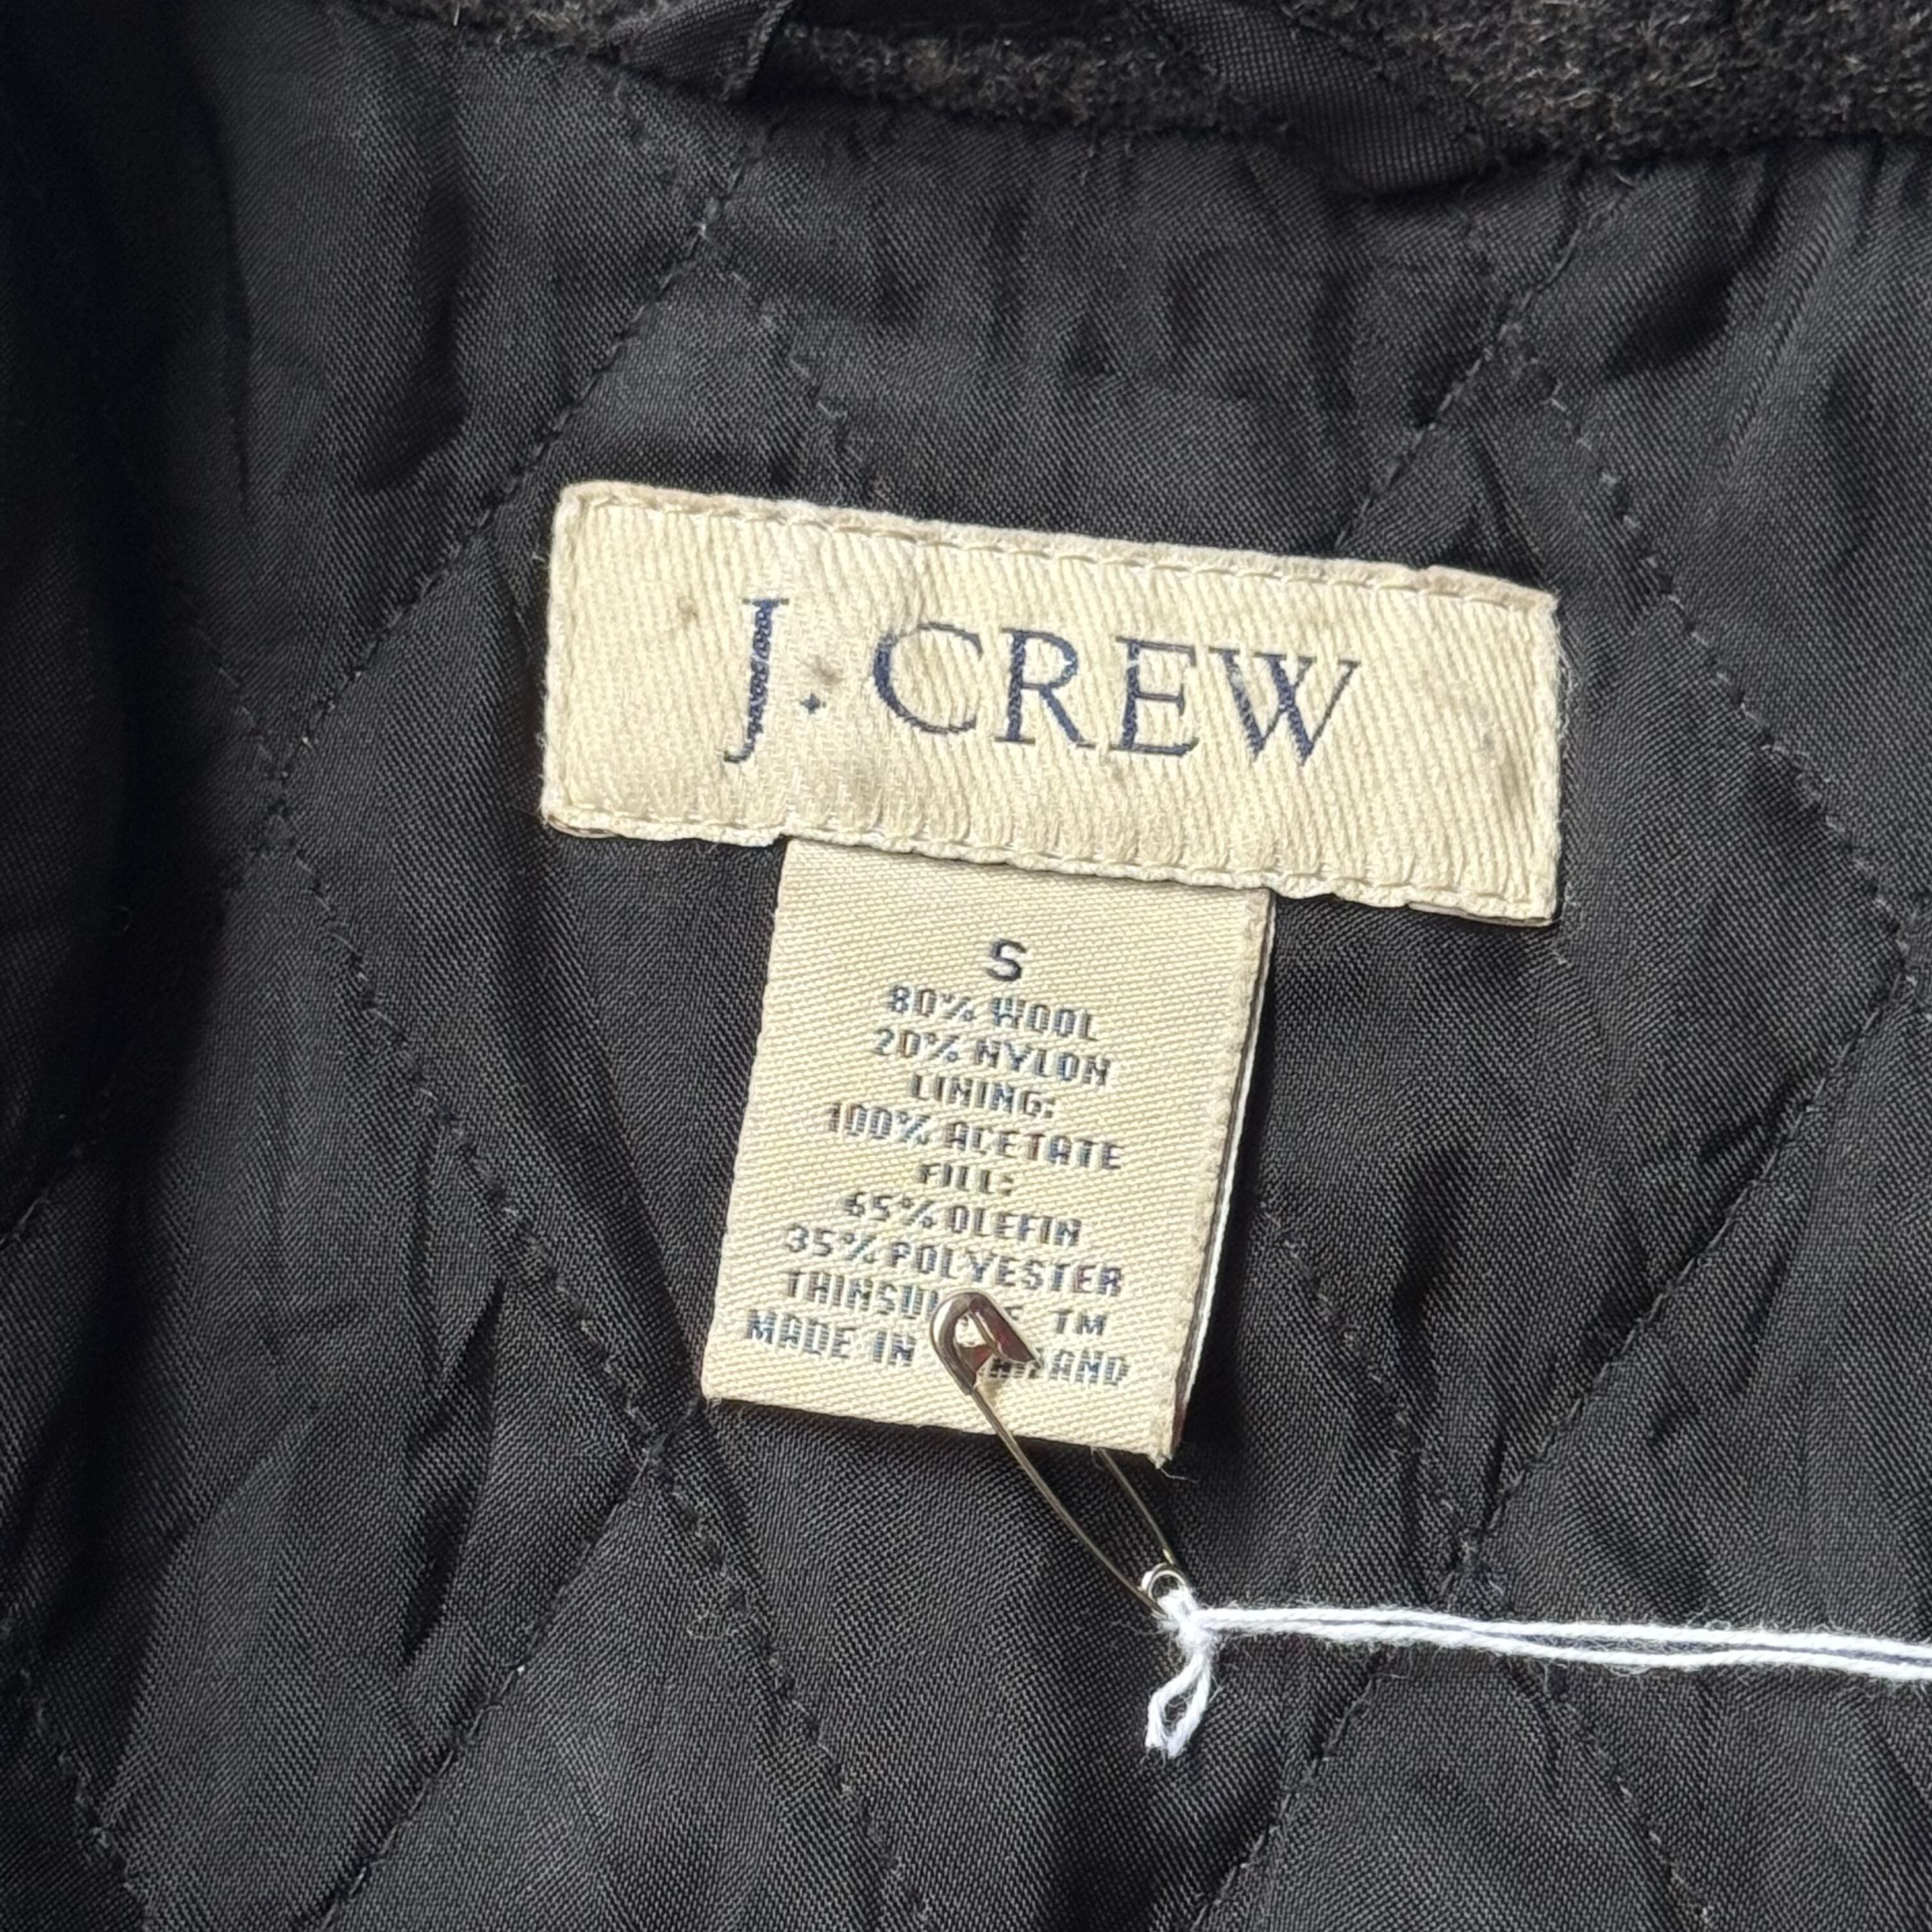 J. CREW
S
80% WOOL
20% NYLON
LINING:
100% ACETATE
FILL:
65% OLEFIN
35% POLYESTER
TM
MADE IN